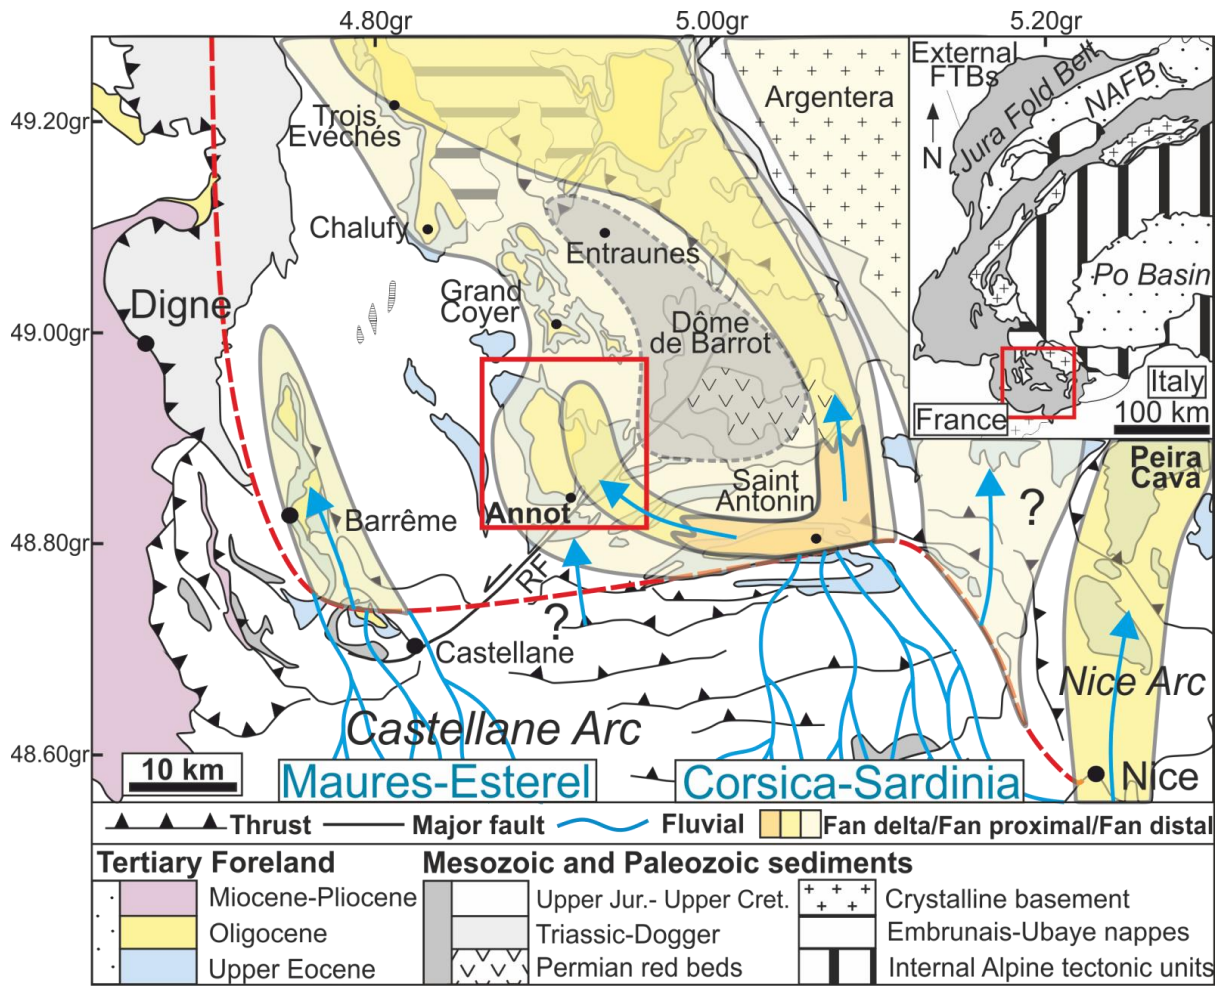 4.80gr
5.00gr
5.20gr
49.20gr
49.00gr
48.80gr
48.60gr
Trois
Evéchés
Chalufy
Argentera
Entraunes
Grand
Coyer
Digne
Dôme
de Barrot
Saint
Antonin
Annot
Barrême
RF
?
?
Castellane
Castellane Arc
Peira
Cava
Nice Arc
Nice
10 km
Maures-Esterel
Corsica-Sardinia
External
FTBs
N
Jura Fold Belt
NAFB
Po Basin
Italy
France
100 km
Thrust
Major fault
Fluvial
Fan delta/Fan proximal/Fan distal
Tertiary Foreland
Miocene-Pliocene
Oligocene
Upper Eocene
Mesozoic and Paleozoic sediments
Upper Jur.- Upper Cret.
Triassic-Dogger
Permian red beds
Crystalline basement
Embrunais-Ubaye nappes
Internal Alpine tectonic units